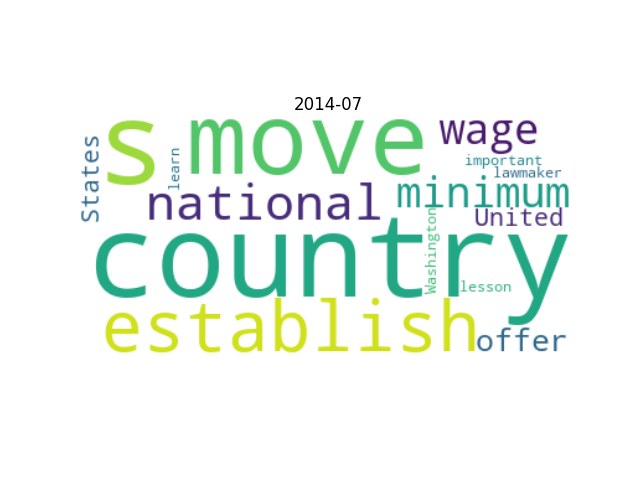 2014-07
States
s
learn
move
wage
important
lawmaker
national
minimum
United
country
Washington
lesson
establish
offer